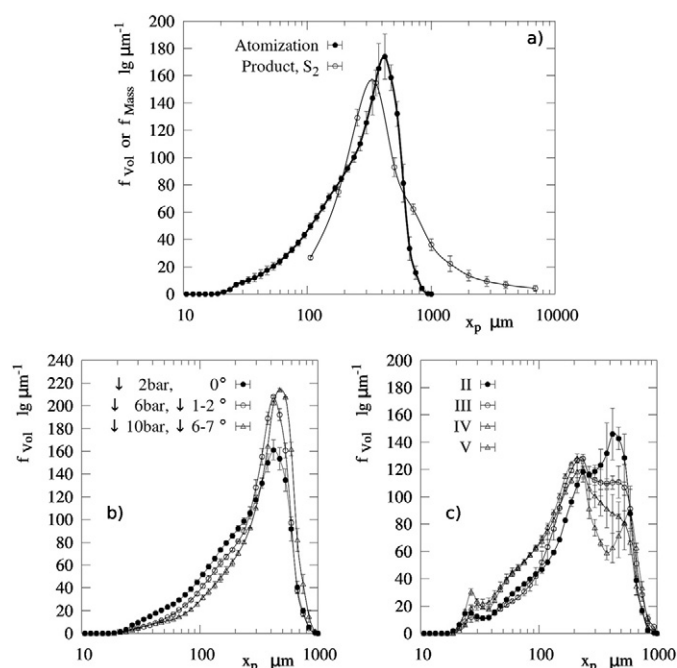 a)
Atomization
Product, S₂
f_Vol or f_Mass lg μm⁻¹
200
180
160
140
120
100
80
60
40
20
0
10 100 1000 10000
x_p μm
b)
↓ 2bar, 0°
↓ 6bar, ↓ 1-2 °
↓ 10bar, ↓ 6-7 °
f_Vol lg μm⁻¹
240
220
200
180
160
140
120
100
80
60
40
20
0
10 100 1000
x_p μm
c)
II
III
IV
V
f_Vol lg μm⁻¹
200
180
160
140
120
100
80
60
40
20
0
10 100 1000
x_p μm